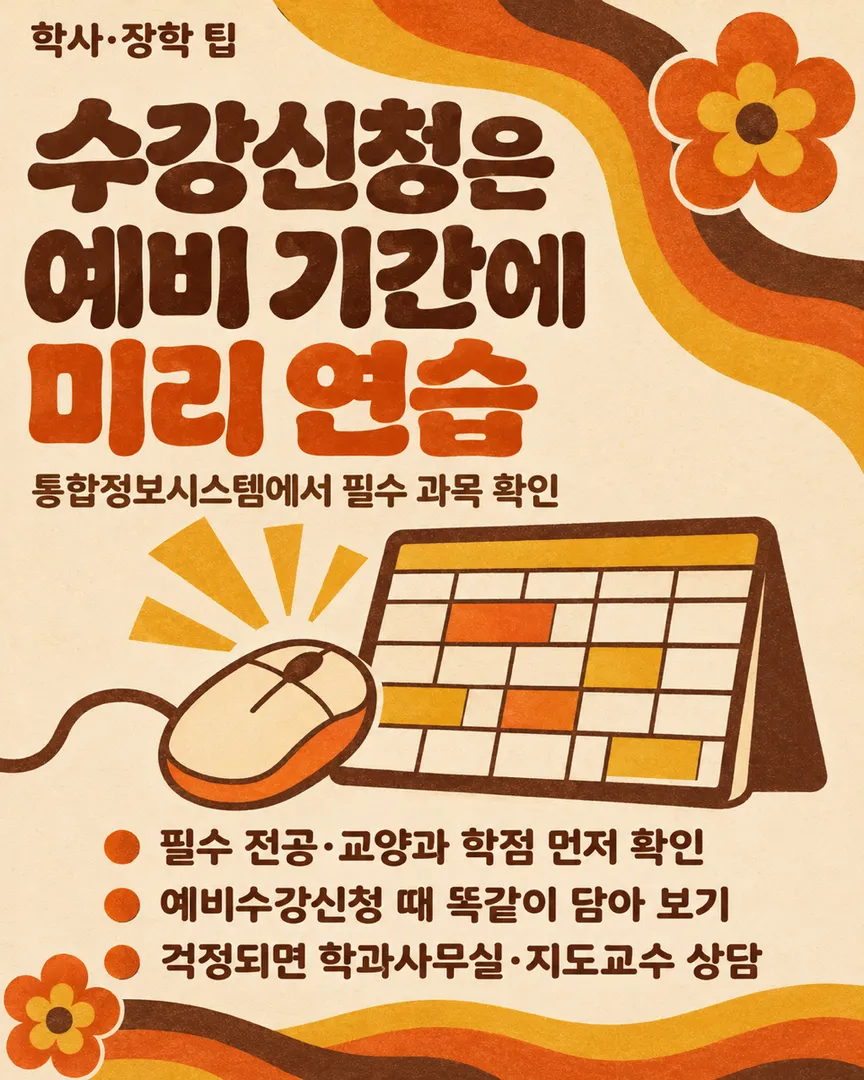 학사·장학 팁
수강신청은
예비 기간에
미리 연습
통합정보시스템에서 필수 과목 확인
필수 전공·교양과 학점 먼저 확인
예비수강신청 때 똑같이 담아 보기
걱정되면 학과사무실·지도교수 상담